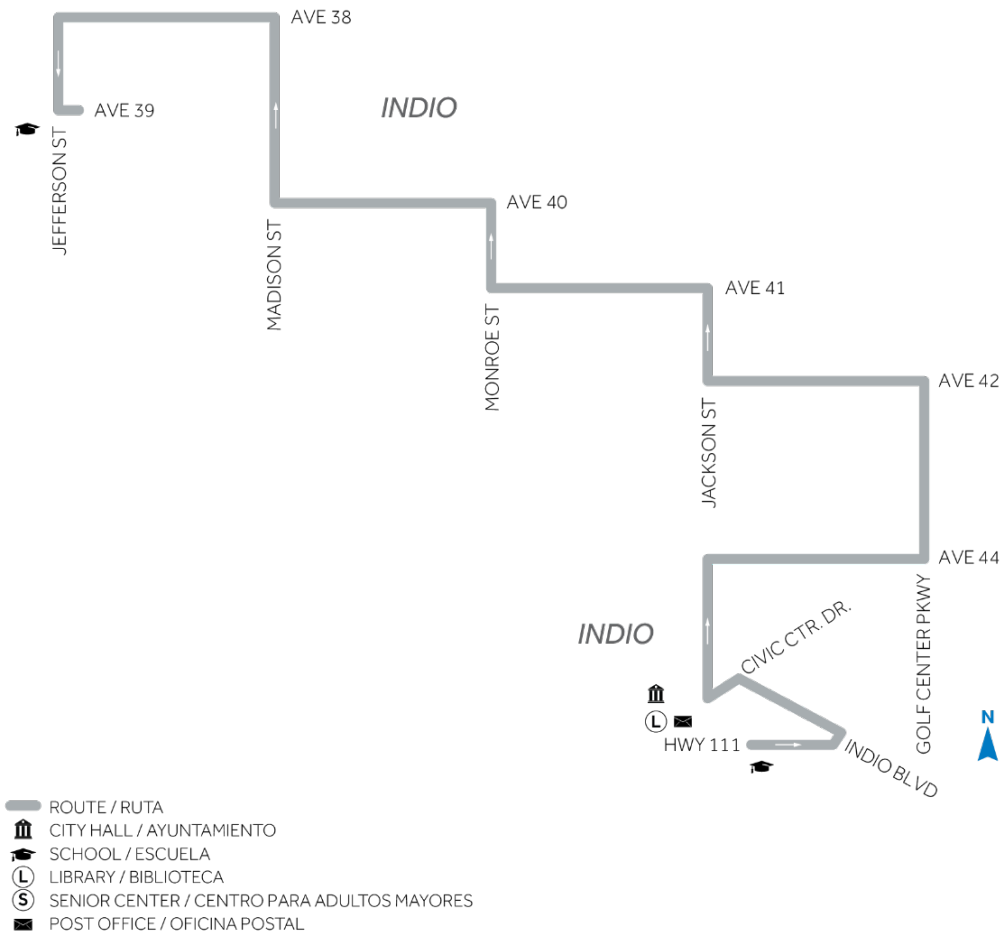 AVE 38
AVE 39
INDIO
JEFFERSON ST
AVE 40
MADISON ST
AVE 41
MONROE ST
AVE 42
JACKSON ST
AVE 44
GOLF CENTER PKWY
INDIO
CIVIC CTR. DR.
L
HWY 111
INDIO BLVD
N
ROUTE / RUTA
CITY HALL / AYUNTAMIENTO
SCHOOL / ESCUELA
L LIBRARY / BIBLIOTECA
S SENIOR CENTER / CENTRO PARA ADULTOS MAYORES
POST OFFICE / OFICINA POSTAL